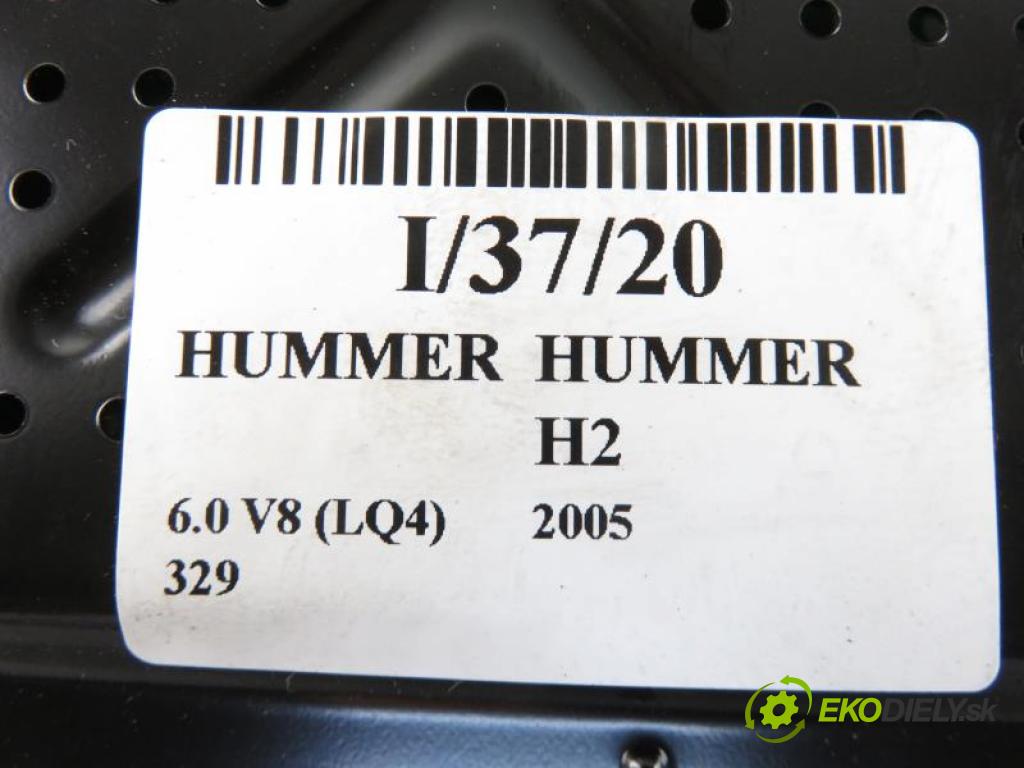 I/37/20
HUMMER HUMMER
H2
6.0 V8 (LQ4) 2005
329
EKODIELY.sk